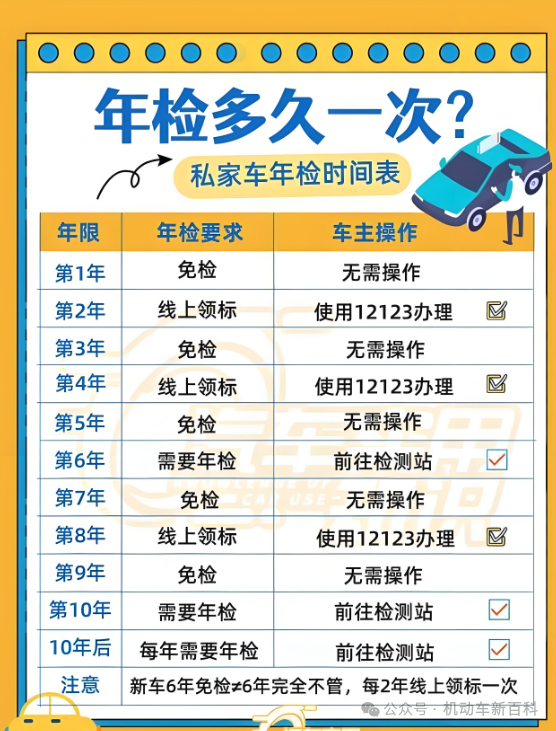 年检多久一次?
私家车年检时间表
年限 年检要求 车主操作
第1年 免检 无需操作
第2年 线上领标 使用12123办理
第3年 免检 无需操作
第4年 线上领标 使用12123办理
第5年 免检 无需操作
第6年 需要年检 前往检测站
第7年 免检 无需操作
第8年 线上领标 使用12123办理
第9年 免检 无需操作
第10年 需要年检 前往检测站
10年后 每年需要年检 前往检测站
注意 新车6年免检≠6年完全不管，每2年线上领标一次
公众号·机动车新百科